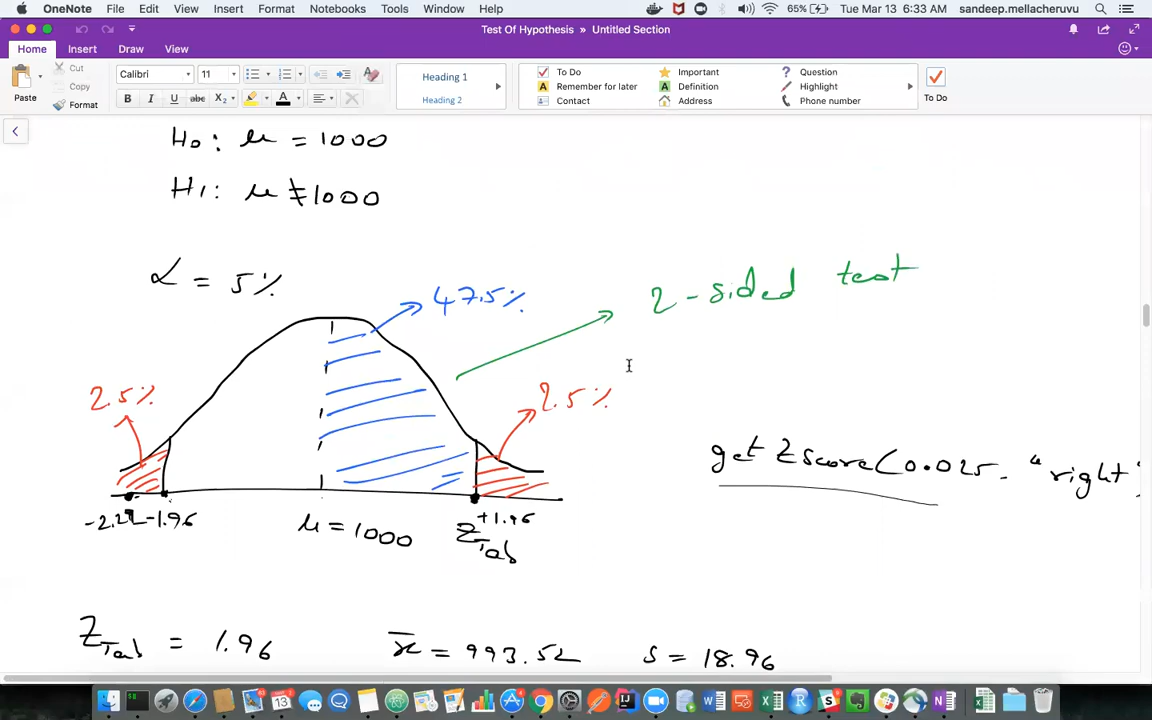 OneNote File Edit View Insert Format Notebooks Tools Window Help 65% Tue Mar 13 6:33 AM sandeep.mellacheruvu
Test Of Hypothesis » Untitled Section
Home Insert Draw View
Paste Cut Copy Format
Calibri 11
B I U abc X₂ A
Heading 1
Heading 2
To Do Important Question
Remember for later Definition Highlight
Contact Address Phone number
To Do
H₀: μ = 1000
H₁: μ ≠ 1000
α = 5%
47.5%
2-sided test
2.5%
2.5%
get ZScore(0.025, "right"
-1.96
μ = 1000
+1.96
Z Tab
Z Tab = 1.96 x̄ = 993.52 s = 18.96